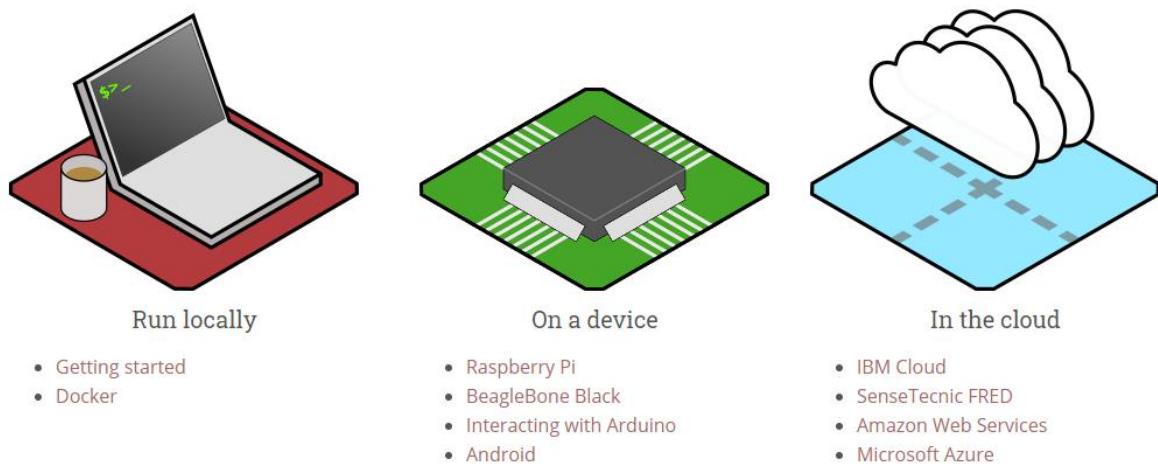 $>_
Run locally
Getting started
Docker
On a device
Raspberry Pi
BeagleBone Black
Interacting with Arduino
Android
In the cloud
IBM Cloud
SenseTecnic FRED
Amazon Web Services
Microsoft Azure